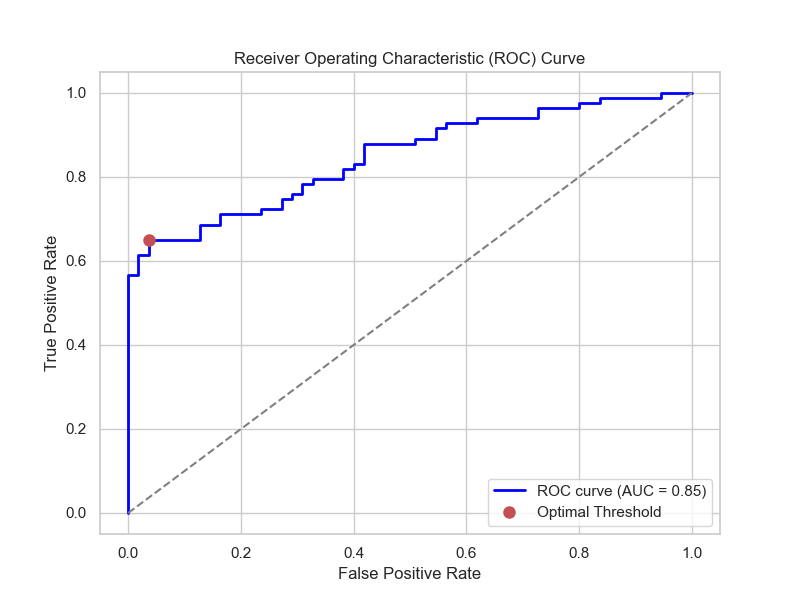 Receiver Operating Characteristic (ROC) Curve
True Positive Rate
1.0
0.8
0.6
0.4
0.2
0.0
0.0 0.2 0.4 0.6 0.8 1.0
False Positive Rate
ROC curve (AUC = 0.85)
Optimal Threshold